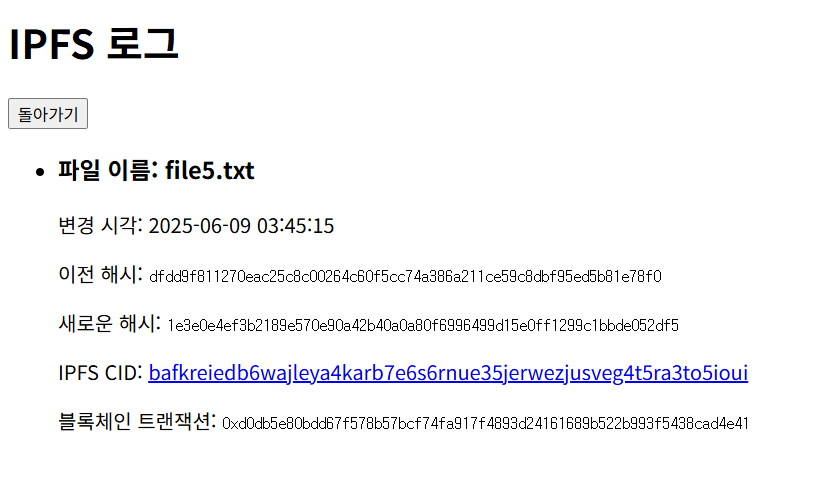 IPFS 로그
돌아가기
파일 이름: file5.txt
변경 시각: 2025-06-09 03:45:15
이전 해시: dfdd9f811270eac25c8c00264c60f5cc74a386a211ce59c8dbf95ed5b81e78f0
새로운 해시: 1e3e0e4ef3b2189e570e90a42b40a0a80f6996499d15e0ff1299c1bbde052df5
IPFS CID: bafkreiedb6wajleya4karb7e6s6rnue35jerwezjusveg4t5ra3to5ioui
블록체인 트랜잭션: 0xd0db5e80bdd67f578b57bcf74fa917f4893d24161689b522b993f5438cad4e41